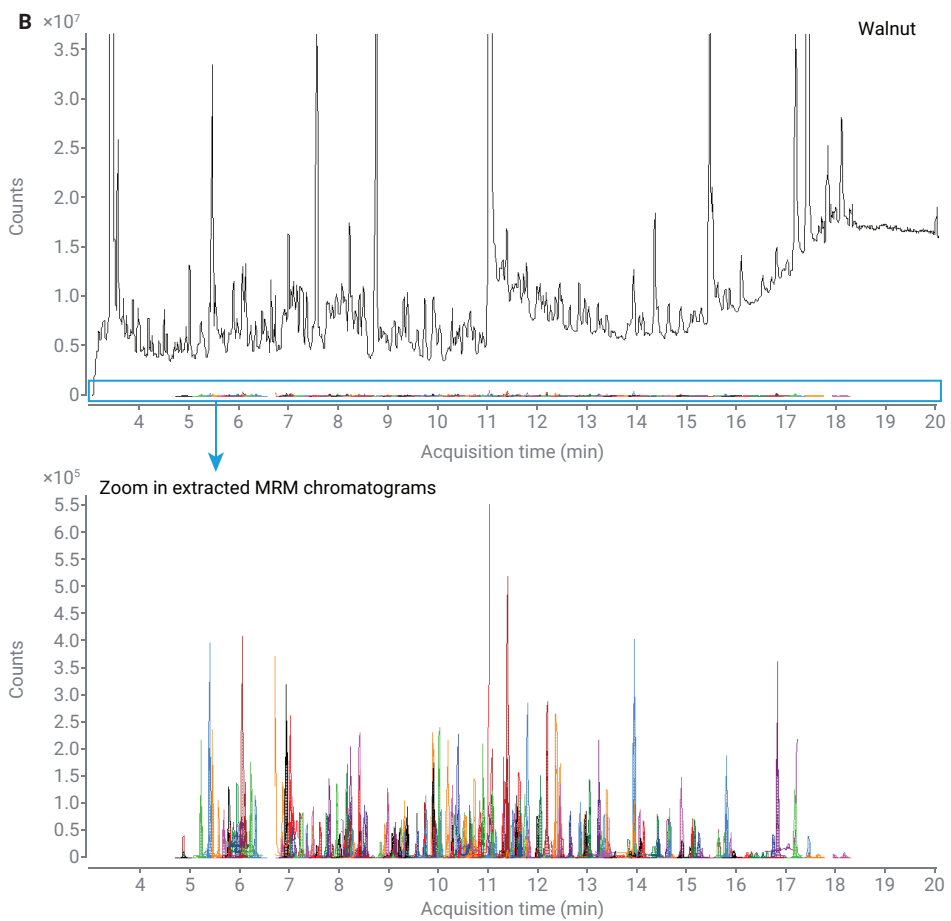 B ×10⁷
Walnut
3.5
3.0
2.5
2.0
1.5
1.0
0.5
0
Counts
4 5 6 7 8 9 10 11 12 13 14 15 16 17 18 19 20
Acquisition time (min)
×10⁵
Zoom in extracted MRM chromatograms
5.5
6.0
5.5
5.0
4.5
4.0
3.5
3.0
2.5
1.5
1.0
0.5
0
Counts
4 5 6 7 8 9 10 11 12 13 14 15 16 17 18 19 20
Acquisition time (min)